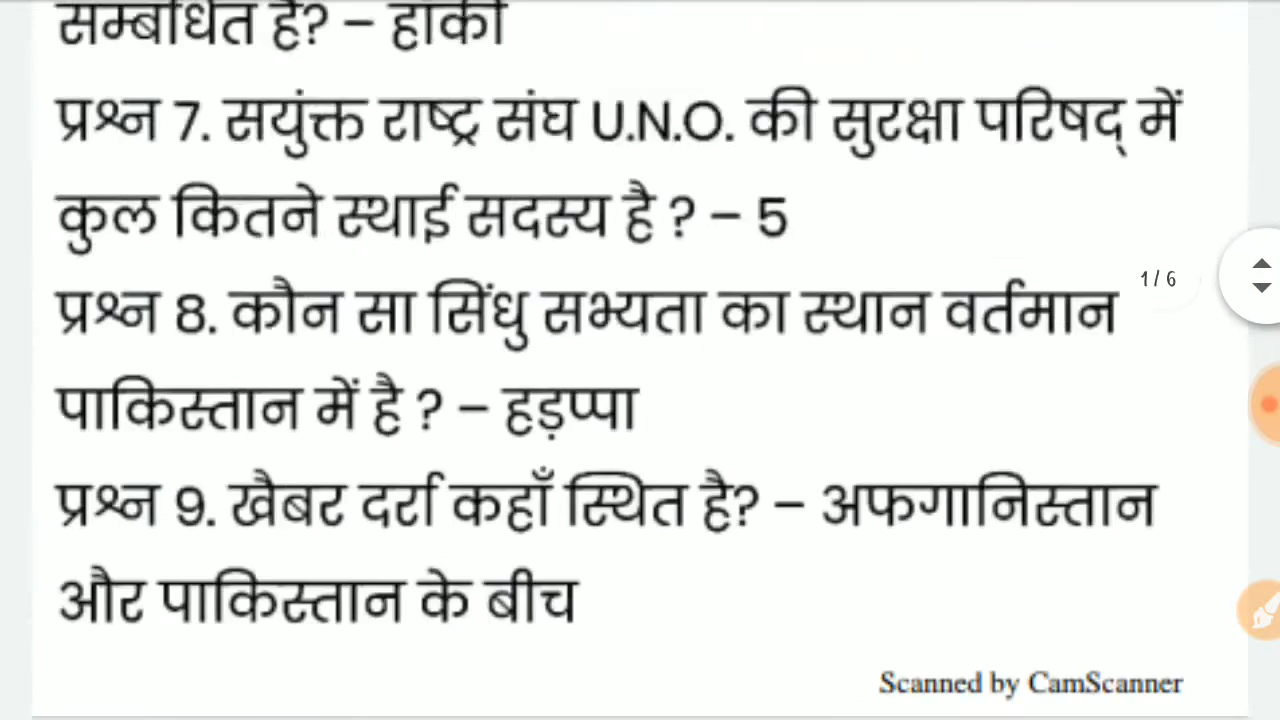 सम्बंधित है? – हॉकी
प्रश्न 7. सयुंक्त राष्ट्र संघ U.N.O. की सुरक्षा परिषद् में
कुल कितने स्थाई सदस्य है ? – 5
प्रश्न 8. कौन सा सिंधु सभ्यता का स्थान वर्तमान
1 / 6
पाकिस्तान में है ? – हड़प्पा
प्रश्न 9. खैबर दर्रा कहाँ स्थित है? – अफगानिस्तान
और पाकिस्तान के बीच
Scanned by CamScanner